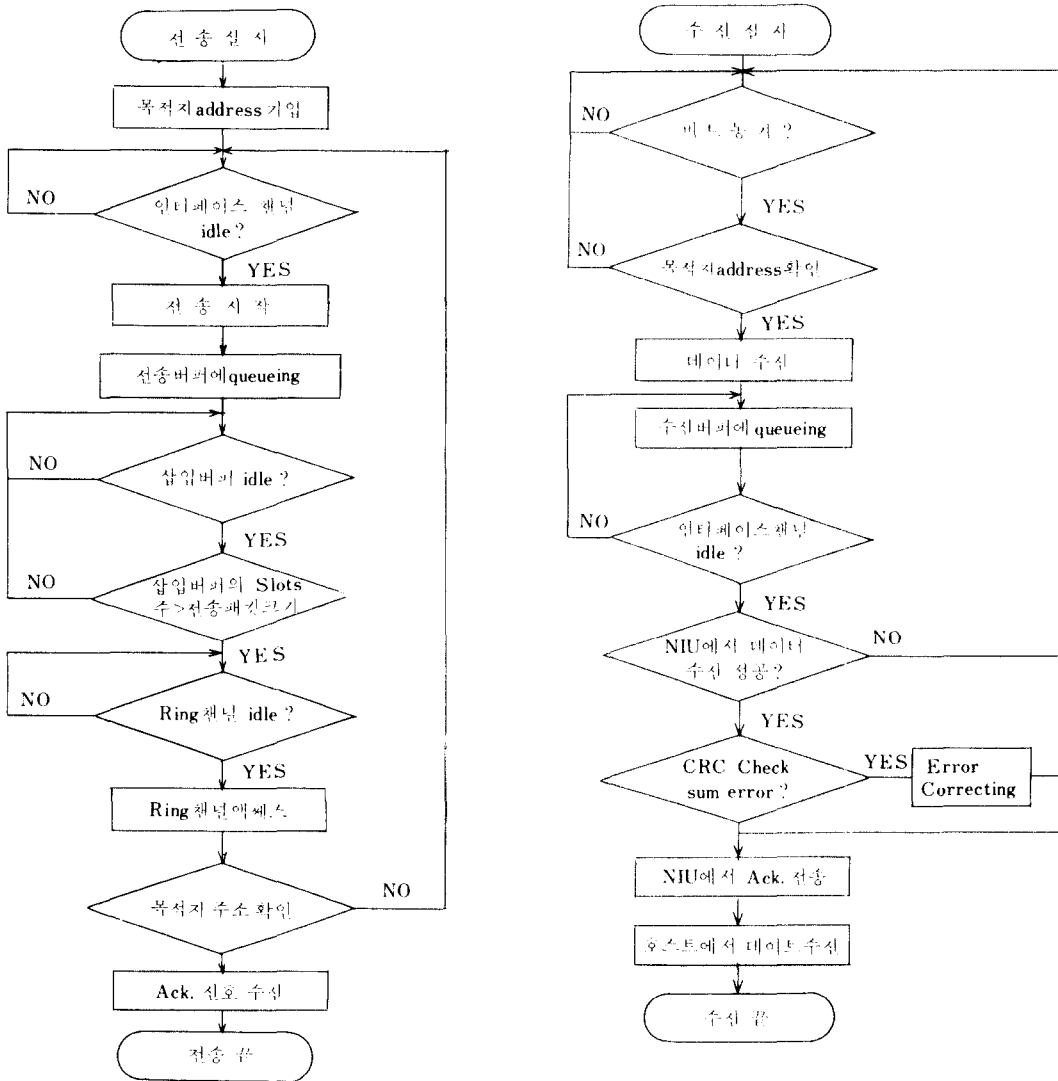 전 송 실 시
목적지address기입
NO
인터페이스 채널
idle?
YES
전 송 시 작
전송버퍼에queueing
NO
삽입버퍼 idle?
YES
NO
삽입버퍼의 Slots
수>전송패킷크기
YES
NO
Ring채널 idle?
YES
Ring채널액쎄스
NO
목적지 주소 확인
Ack. 신호 수신
전송 끝
수 신 실 시
NO
비트동기?
YES
NO
목적지address확인
YES
데이터 수신
수신버퍼에 queueing
NO
인터페이스채널
idle?
YES
NIU에서 데이터
수신 성공?
NO
YES
CRC Check
sum error?
YES
Error
Correcting
NIU에서 Ack. 전송
호스트에서 데이트수신
수신 끝